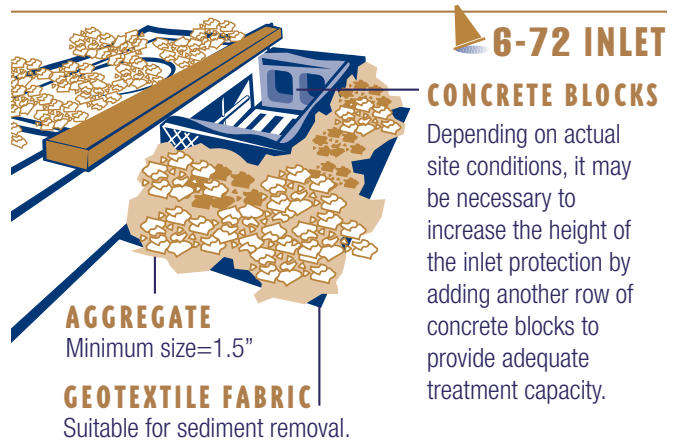 6-72 INLET
CONCRETE BLOCKS
Depending on actual
site conditions, it may
be necessary to
increase the height of
the inlet protection by
adding another row of
concrete blocks to
provide adequate
treatment capacity.
AGGREGATE
Minimum size=1.5”
GEOTEXTILE FABRIC
Suitable for sediment removal.